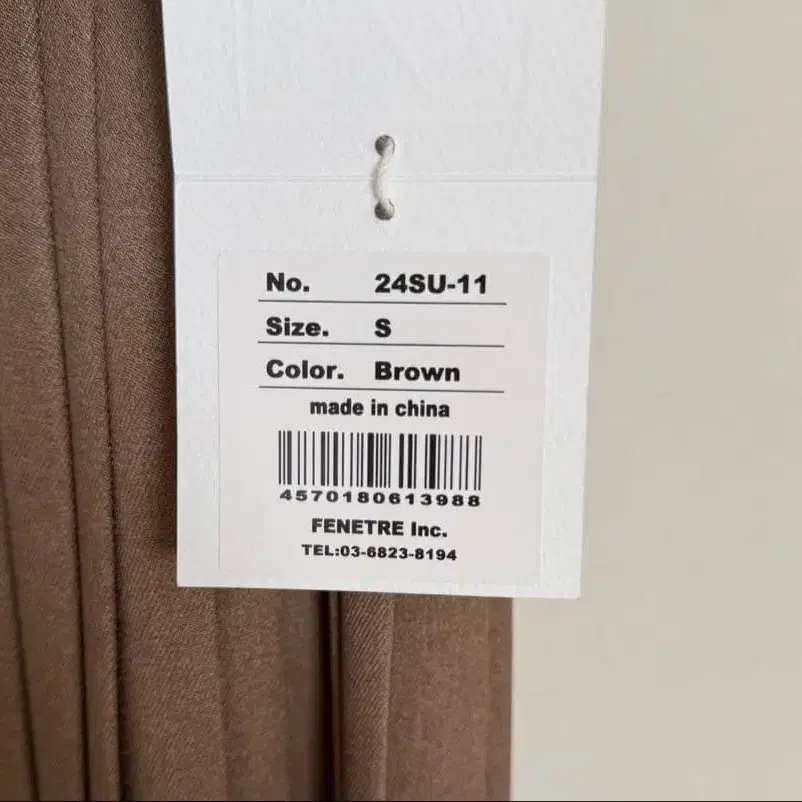 No. 24SU-11
Size. S
Color. Brown
made in china
4570180613988
FENETRE Inc.
TEL:03-6823-8194